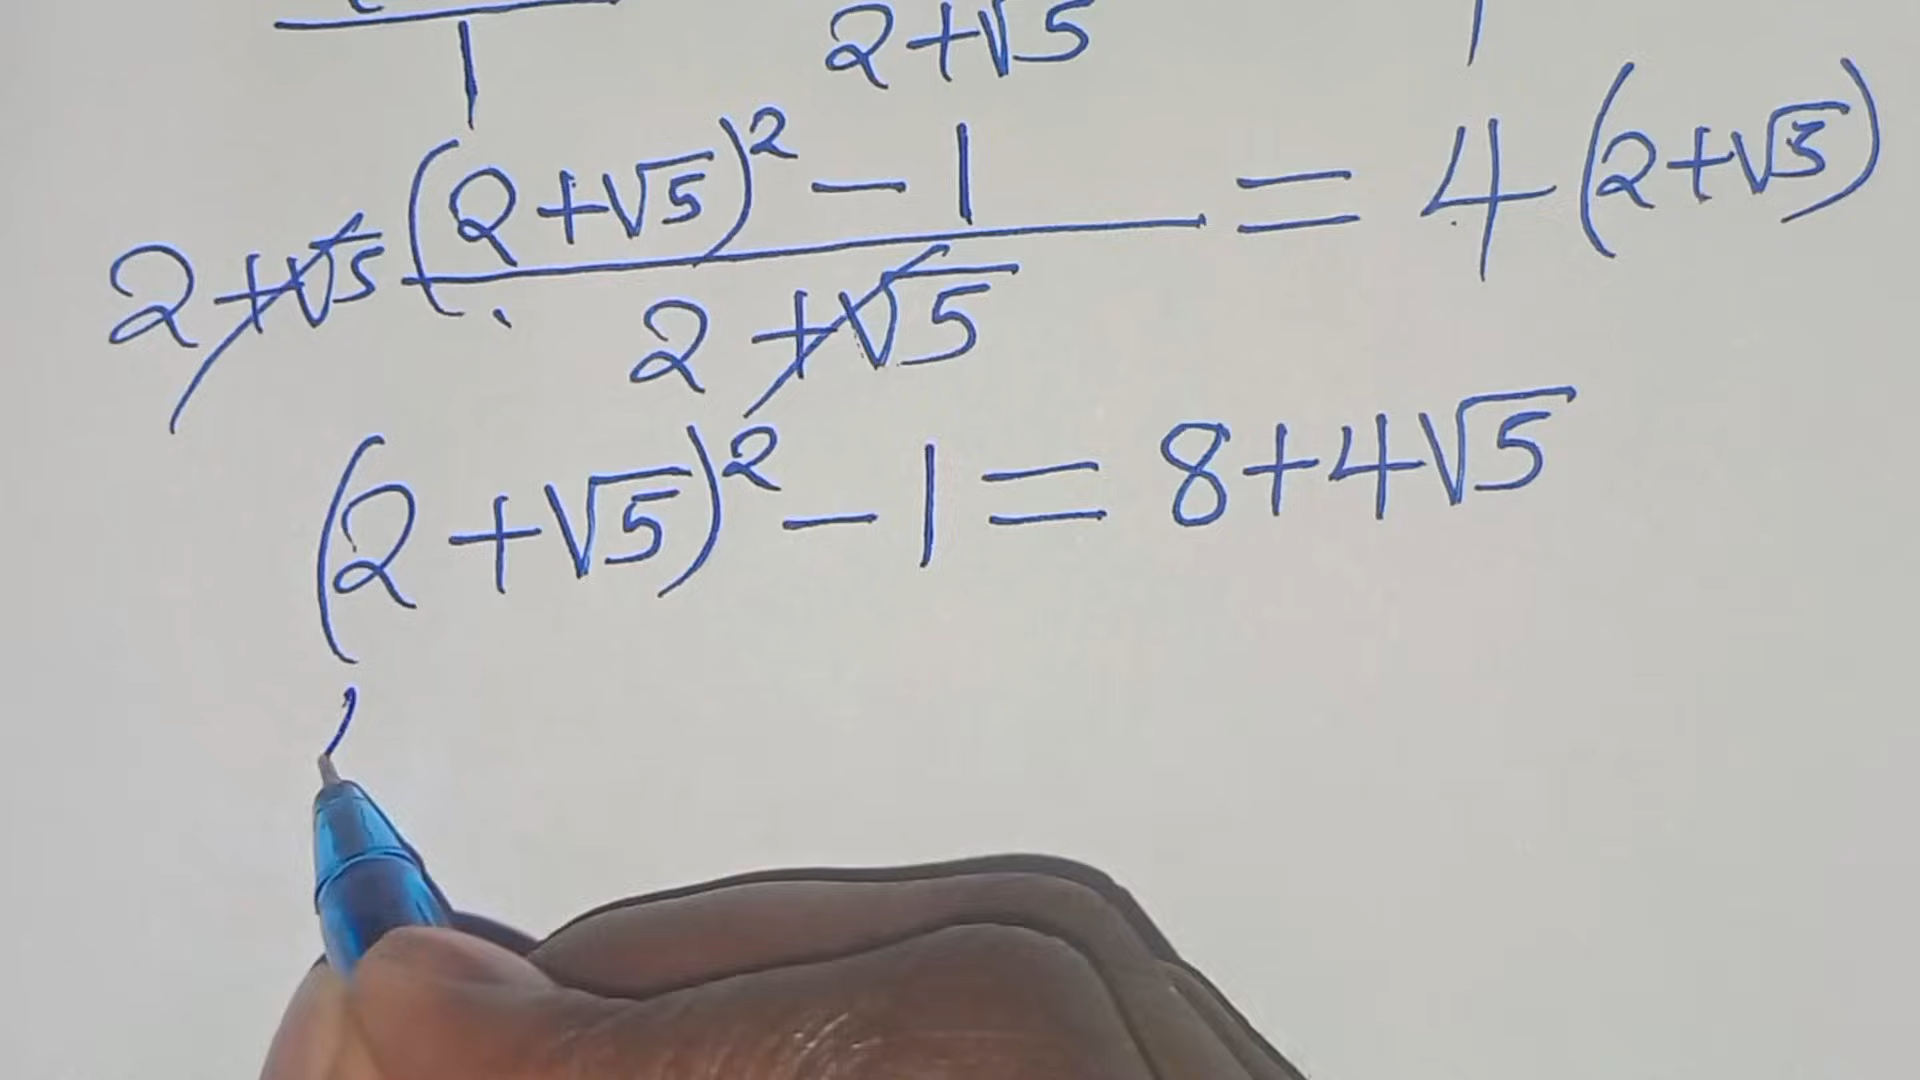 1 2+√5 1
2+√5 (2+√5)² − 1 / 2+√5 = 4(2+√5)
(2+√5)² − 1 = 8+4√5
(